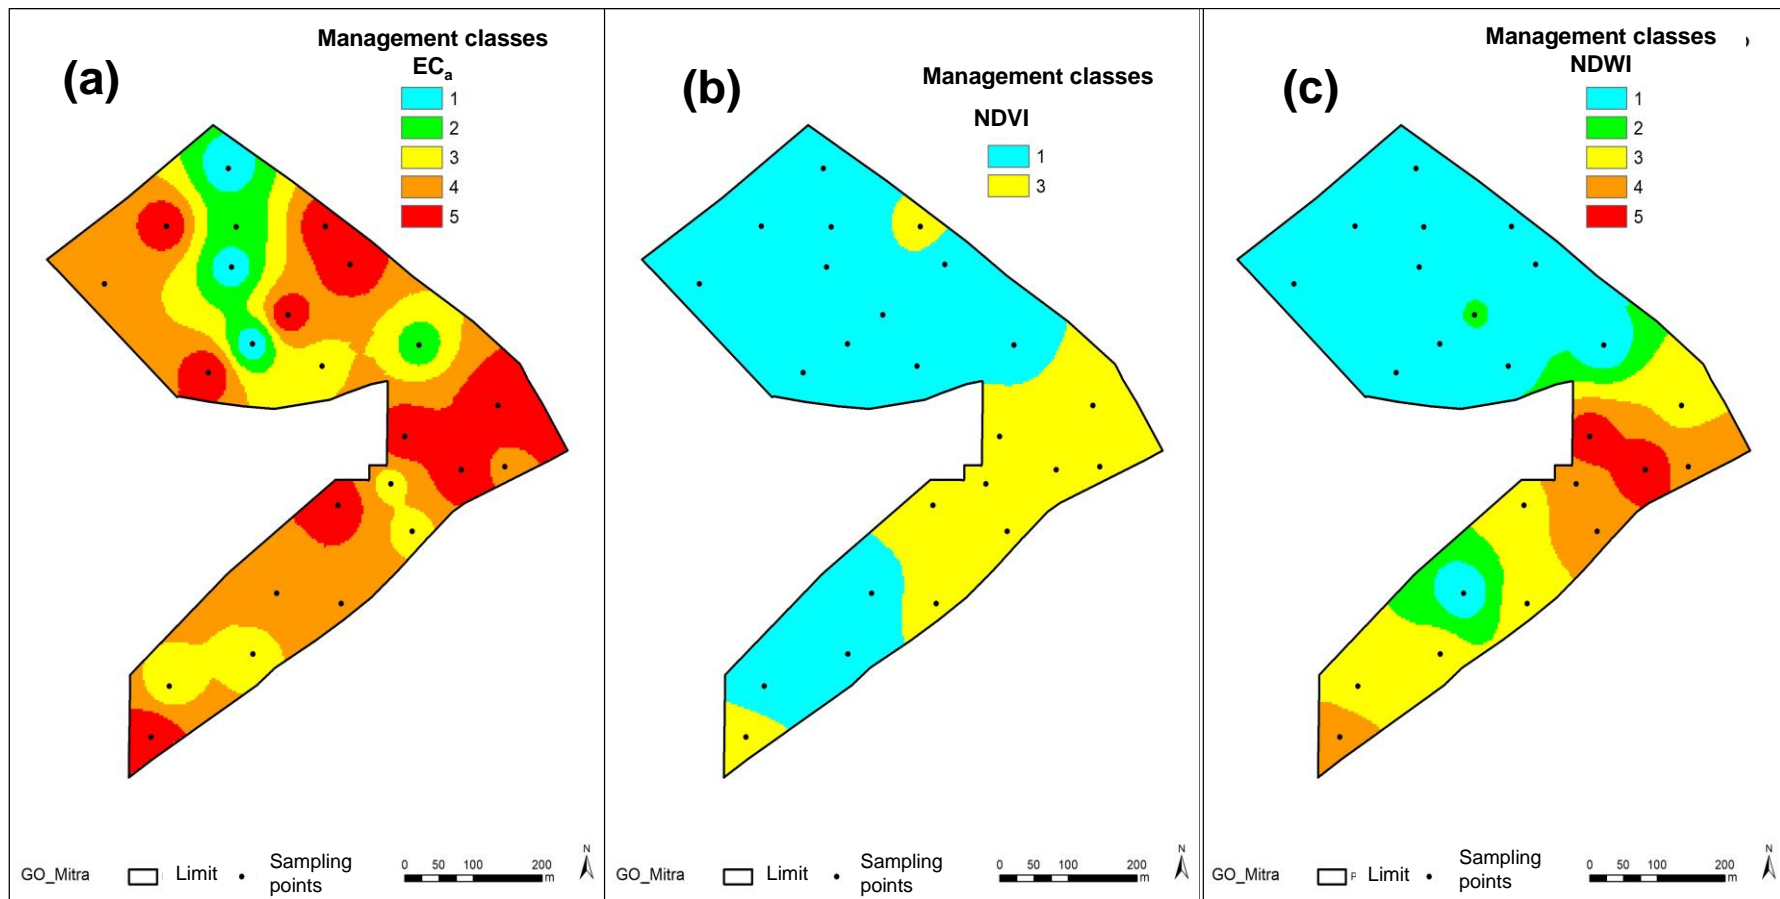 (a)
Management classes
ECa
1
2
3
4
5
GO_Mitra
Limit
Sampling
points
0 50 100 200
m
N
(b)
Management classes
NDVI
1
3
GO_Mitra
Limit
Sampling
points
0 50 100 200
m
N
(c)
Management classes
NDWI
1
2
3
4
5
GO_Mitra
Limit
Sampling
points
0 50 100 200
m
N